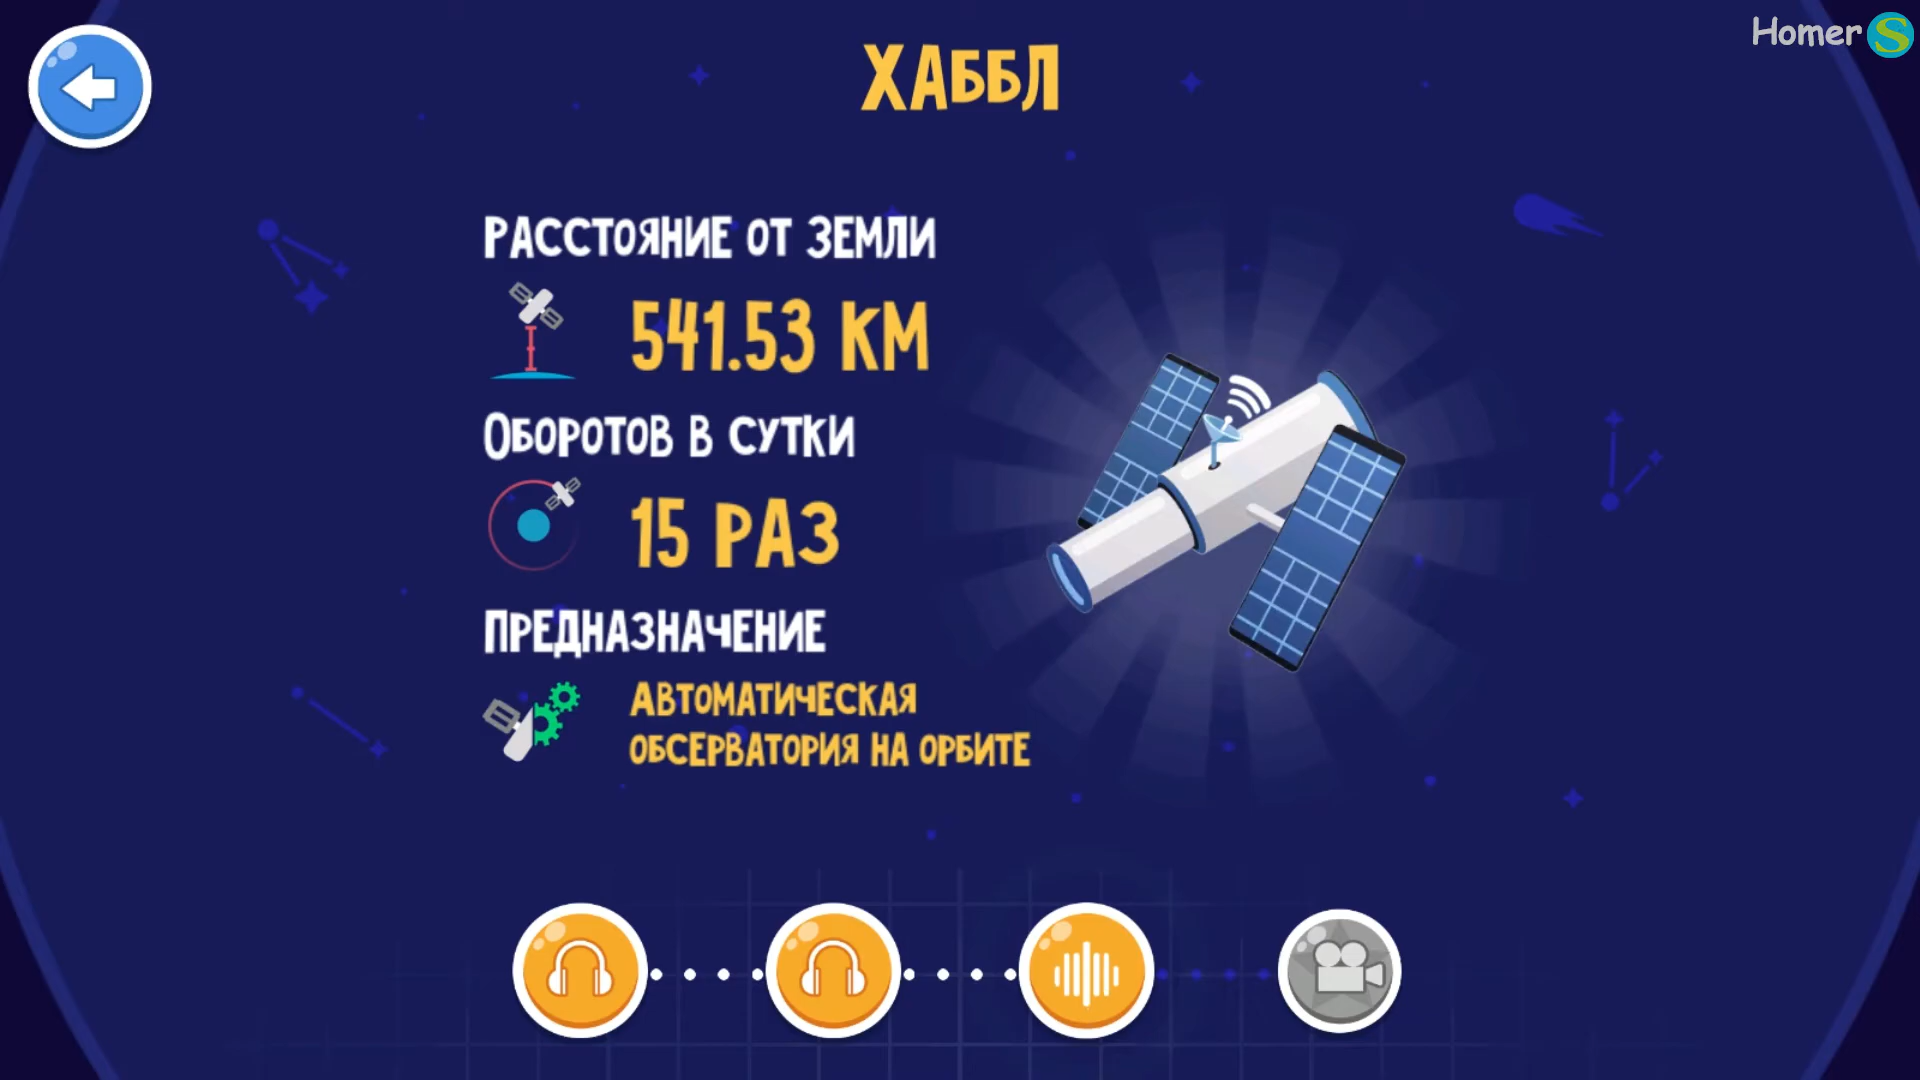 Homer S
ХАББЛ
РАССТОЯНИЕ ОТ ЗЕМЛИ
541.53 КМ
ОБОРОТОВ В СУТКИ
15 РАЗ
ПРЕДНАЗНАЧЕНИЕ
АВТОМАТИЧЕСКАЯ
ОБСЕРВАТОРИЯ НА ОРБИТЕ